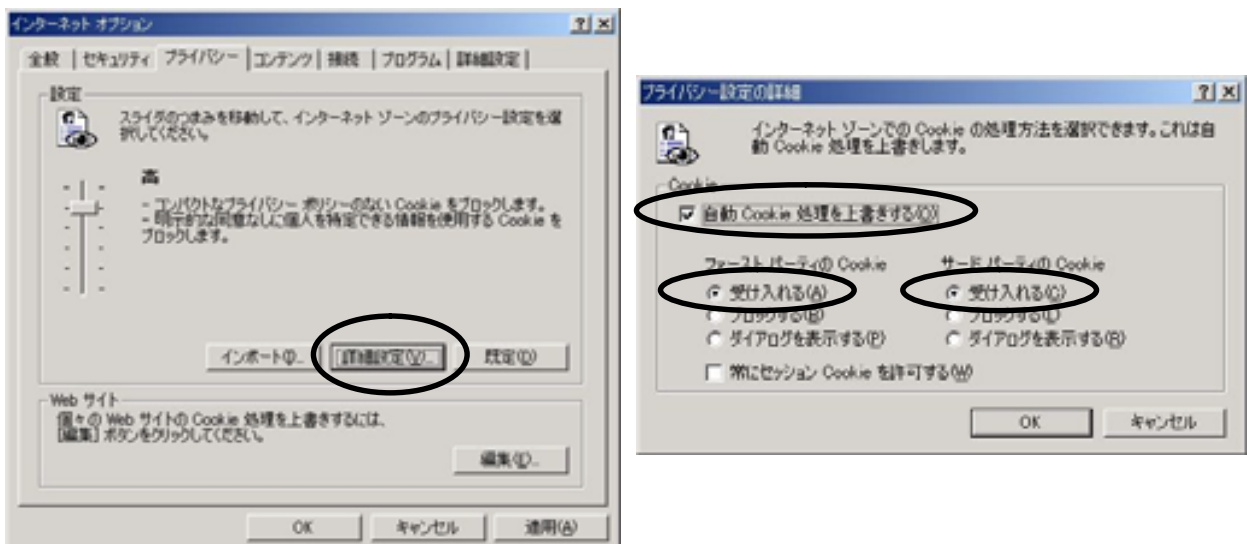 インターネット オプション
全般
セキュリティ
プライバシー
コンテンツ
接続
プログラム
詳細設定
設定
スライダのつまみを移動して、インターネット ゾーンのプライバシー設定を選
択してください。
高
- コンパクトなプライバシー ポリシーのない Cookie をブロックします。
- 明示的な同意なしに個人を特定できる情報を使用する Cookie を
ブロックします。
インポート(I)...
詳細設定(V)...
既定(D)
Web サイト
個々の Web サイトの Cookie 処理を上書きするには、
[編集] ボタンをクリックしてください。
編集(E)...
OK
キャンセル
適用(A)
プライバシー設定の詳細
インターネット ゾーンでの Cookie の処理方法を選択できます。これは自
動 Cookie 処理を上書きします。
Cookie
自動 Cookie 処理を上書きする(O)
ファースト パーティの Cookie
サード パーティの Cookie
受け入れる(A)
受け入れる(C)
ブロックする(B)
ブロックする(L)
ダイアログを表示する(P)
ダイアログを表示する(R)
常にセッション Cookie を許可する(W)
OK
キャンセル